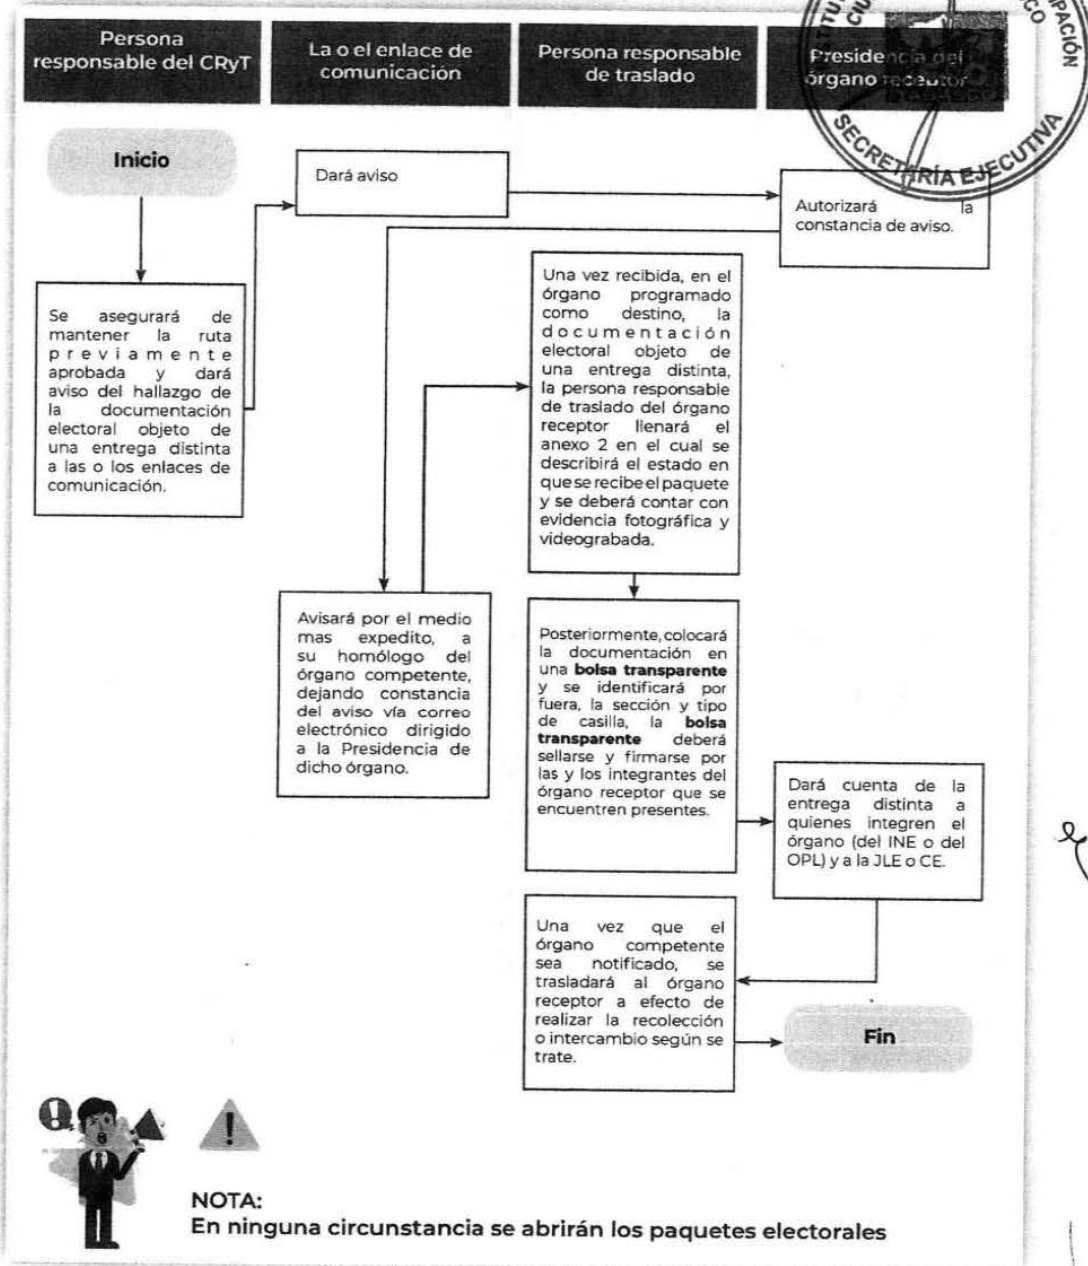 Persona
responsable del CRyT
La o el enlace de
comunicación
Persona responsable
de traslado
Presidencia del
órgano receptor
SECRETARÍA EJECUTIVA
Inicio
Dará aviso
Autorizará la
constancia de aviso.
Se asegurará de
mantener la ruta
previamente
aprobada y dará
aviso del hallazgo de
la documentación
electoral objeto de
una entrega distinta
a las o los enlaces de
comunicación.
Una vez recibida, en el
órgano programado
como destino, la
documentación
electoral objeto de
una entrega distinta,
la persona responsable
de traslado del órgano
receptor llenará el
anexo 2 en el cual se
describirá el estado en
que se recibe el paquete
y se deberá contar con
evidencia fotográfica y
videograbada.
Avisará por el medio
mas expedito, a
su homólogo del
órgano competente,
dejando constancia
del aviso vía correo
electrónico dirigido
a la Presidencia de
dicho órgano.
Posteriormente, colocará
la documentación en
una bolsa transparente
y se identificará por
fuera, la sección y tipo
de casilla, la bolsa
transparente deberá
sellarse y firmarse por
las y los integrantes del
órgano receptor que se
encuentren presentes.
Dará cuenta de la
entrega distinta a
quienes integren el
órgano (del INE o del
OPL) y a la JLE o CE.
Una vez que el
órgano competente
sea notificado, se
trasladará al órgano
receptor a efecto de
realizar la recolección
o intercambio según se
trate.
Fin
NOTA:
En ninguna circunstancia se abrirán los paquetes electorales